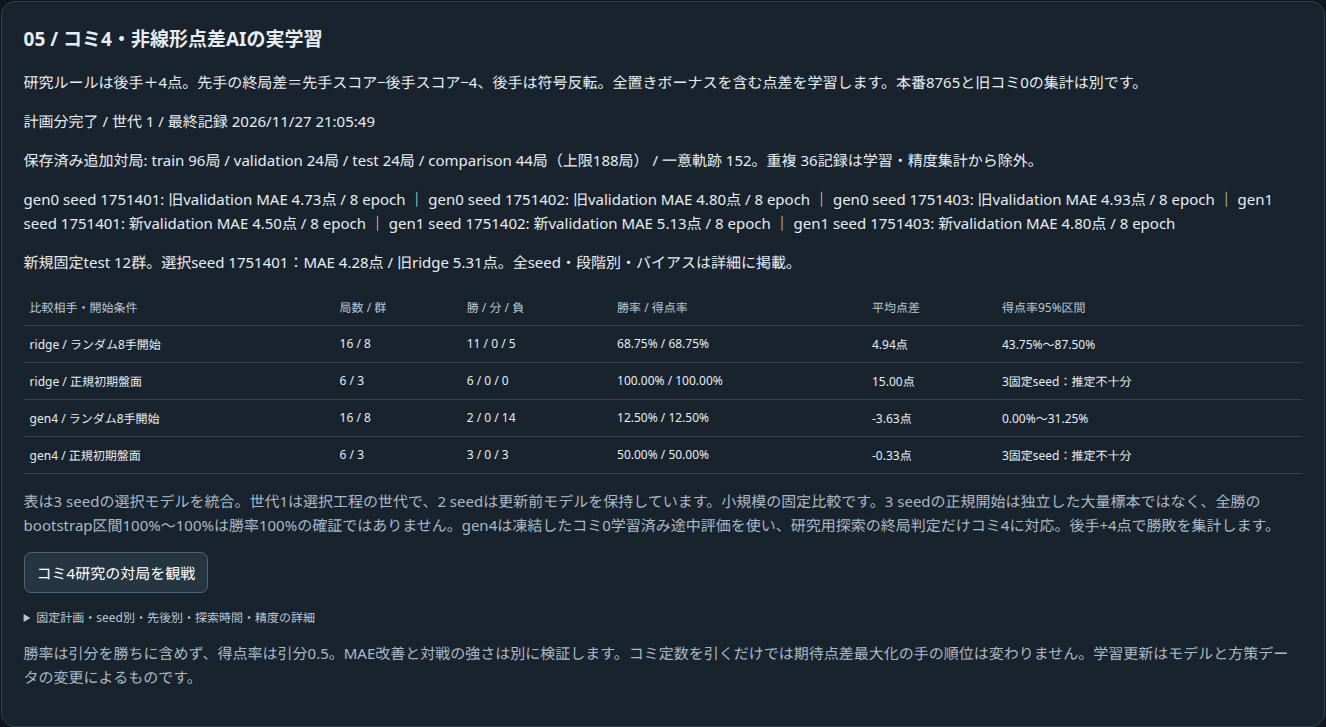 05 / コミ4・非線形点差AIの実学習
研究ルールは後手＋4点。先手の終局差＝先手スコア−後手スコア−4、後手は符号反転。全置きボーナスを含む点差を学習します。本番8765と旧コミ0の集計は別です。
計画分完了 / 世代 1 / 最終記録 2026/11/27 21:05:49
保存済み追加対局: train 96局 / validation 24局 / test 24局 / comparison 44局（上限188局） / 一意軌跡 152。重複 36記録は学習・精度集計から除外。
gen0 seed 1751401: 旧validation MAE 4.73点 / 8 epoch ｜ gen0 seed 1751402: 旧validation MAE 4.80点 / 8 epoch ｜ gen0 seed 1751403: 旧validation MAE 4.93点 / 8 epoch ｜ gen1
seed 1751401: 新validation MAE 4.50点 / 8 epoch ｜ gen1 seed 1751402: 新validation MAE 5.13点 / 8 epoch ｜ gen1 seed 1751403: 新validation MAE 4.80点 / 8 epoch
新規固定test 12群。選択seed 1751401：MAE 4.28点 / 旧ridge 5.31点。全seed・段階別・バイアスは詳細に掲載。
比較相手・開始条件 局数 / 群 勝 / 分 / 負 勝率 / 得点率 平均点差 得点率95%区間
ridge / ランダム8手開始 16 / 8 11 / 0 / 5 68.75% / 68.75% 4.94点 43.75%〜87.50%
ridge / 正規初期盤面 6 / 3 6 / 0 / 0 100.00% / 100.00% 15.00点 3固定seed：推定不十分
gen4 / ランダム8手開始 16 / 8 2 / 0 / 14 12.50% / 12.50% -3.63点 0.00%〜31.25%
gen4 / 正規初期盤面 6 / 3 3 / 0 / 3 50.00% / 50.00% -0.33点 3固定seed：推定不十分
表は3 seedの選択モデルを統合。世代1は選択工程の世代で、2 seedは更新前モデルを保持しています。小規模の固定比較です。3 seedの正規開始は独立した大量標本ではなく、全勝の
bootstrap区間100%〜100%は勝率100%の確証ではありません。gen4は凍結したコミ0学習済み途中評価を使い、研究用探索の終局判定だけコミ4に対応。後手+4点で勝敗を集計します。
コミ4研究の対局を観戦
▶ 固定計画・seed別・先後別・探索時間・精度の詳細
勝率は引分を勝ちに含めず、得点率は引分0.5。MAE改善と対戦の強さは別に検証します。コミ定数を引くだけでは期待点差最大化の手の順位は変わりません。学習更新はモデルと方策デー
タの変更によるものです。